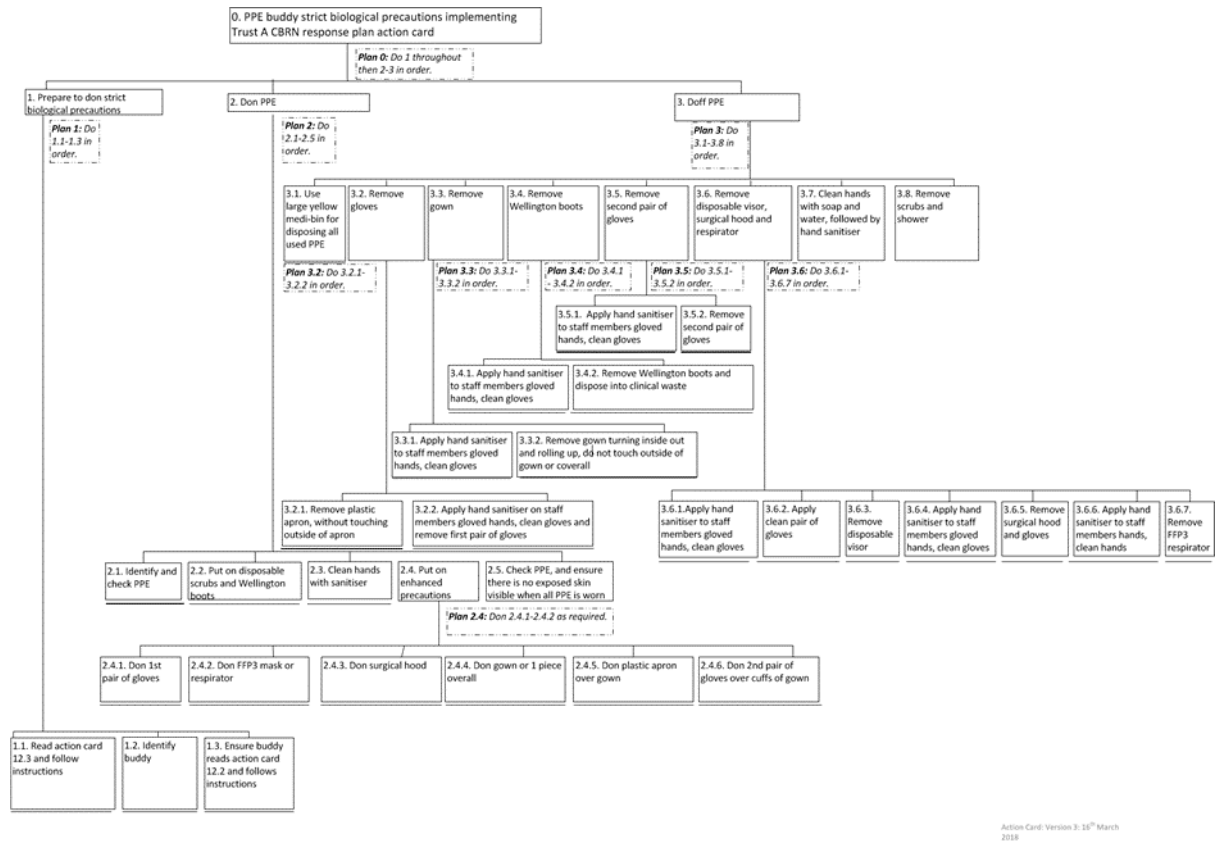 0. PPE buddy strict biological precautions implementing
Trust A CBRN response plan action card
Plan 0: Do 1 throughout
then 2-3 in order.
1. Prepare to don strict
biological precautions
2. Don PPE
3. Doff PPE
Plan 1: Do
1.1-1.3 in
order.
Plan 2: Do
2.1-2.5 in
order.
Plan 3: Do
3.1-3.8 in
order.
3.1. Use
large yellow
medi-bin for
disposing all
used PPE
3.2. Remove
gloves
3.3. Remove
gown
3.4. Remove
Wellington boots
3.5. Remove
second pair of
gloves
3.6. Remove
disposable visor,
surgical hood and
respirator
3.7. Clean hands
with soap and
water, followed by
hand sanitiser
3.8. Remove
scrubs and
shower
Plan 3.2: Do 3.2.1-
3.2.2 in order.
Plan 3.3: Do 3.3.1-
3.3.2 in order.
Plan 3.4: Do 3.4.1
- 3.4.2 in order.
Plan 3.5: Do 3.5.1-
3.5.2 in order.
Plan 3.6: Do 3.6.1-
3.6.7 in order.
3.5.1. Apply hand sanitiser
to staff members gloved
hands, clean gloves
3.5.2. Remove
second pair of
gloves
3.4.1. Apply hand sanitiser
to staff members gloved
hands, clean gloves
3.4.2. Remove Wellington boots and
dispose into clinical waste
3.3.1. Apply hand sanitiser
to staff members gloved
hands, clean gloves
3.3.2. Remove gown turning inside out
and rolling up, do not touch outside of
gown or coverall
3.2.1. Remove plastic
apron, without touching
outside of apron
3.2.2. Apply hand sanitiser on staff
members gloved hands, clean gloves and
remove first pair of gloves
3.6.1.Apply hand
sanitiser to staff
members gloved
hands, clean gloves
3.6.2. Apply
clean pair of
gloves
3.6.3.
Remove
disposable
visor
3.6.4. Apply hand
sanitiser to staff
members gloved
hands, clean gloves
3.6.5. Remove
surgical hood
and gloves
3.6.6. Apply hand
sanitiser to staff
members hands,
clean hands
3.6.7.
Remove
FFP3
respirator
2.1. Identify and
check PPE
2.2. Put on disposable
scrubs and Wellington
boots
2.3. Clean hands
with sanitiser
2.4. Put on
enhanced
precautions
2.5. Check PPE, and ensure
there is no exposed skin
visible when all PPE is worn
Plan 2.4: Don 2.4.1-2.4.2 as required.
2.4.1. Don 1st
pair of gloves
2.4.2. Don FFP3 mask or
respirator
2.4.3. Don surgical hood
2.4.4. Don gown or 1 piece
overall
2.4.5. Don plastic apron
over gown
2.4.6. Don 2nd pair of
gloves over cuffs of gown
1.1. Read action card
12.3 and follow
instructions
1.2. Identify
buddy
1.3. Ensure buddy
reads action card
12.2 and follows
instructions
Action Card: Version 3: 16th March
2018